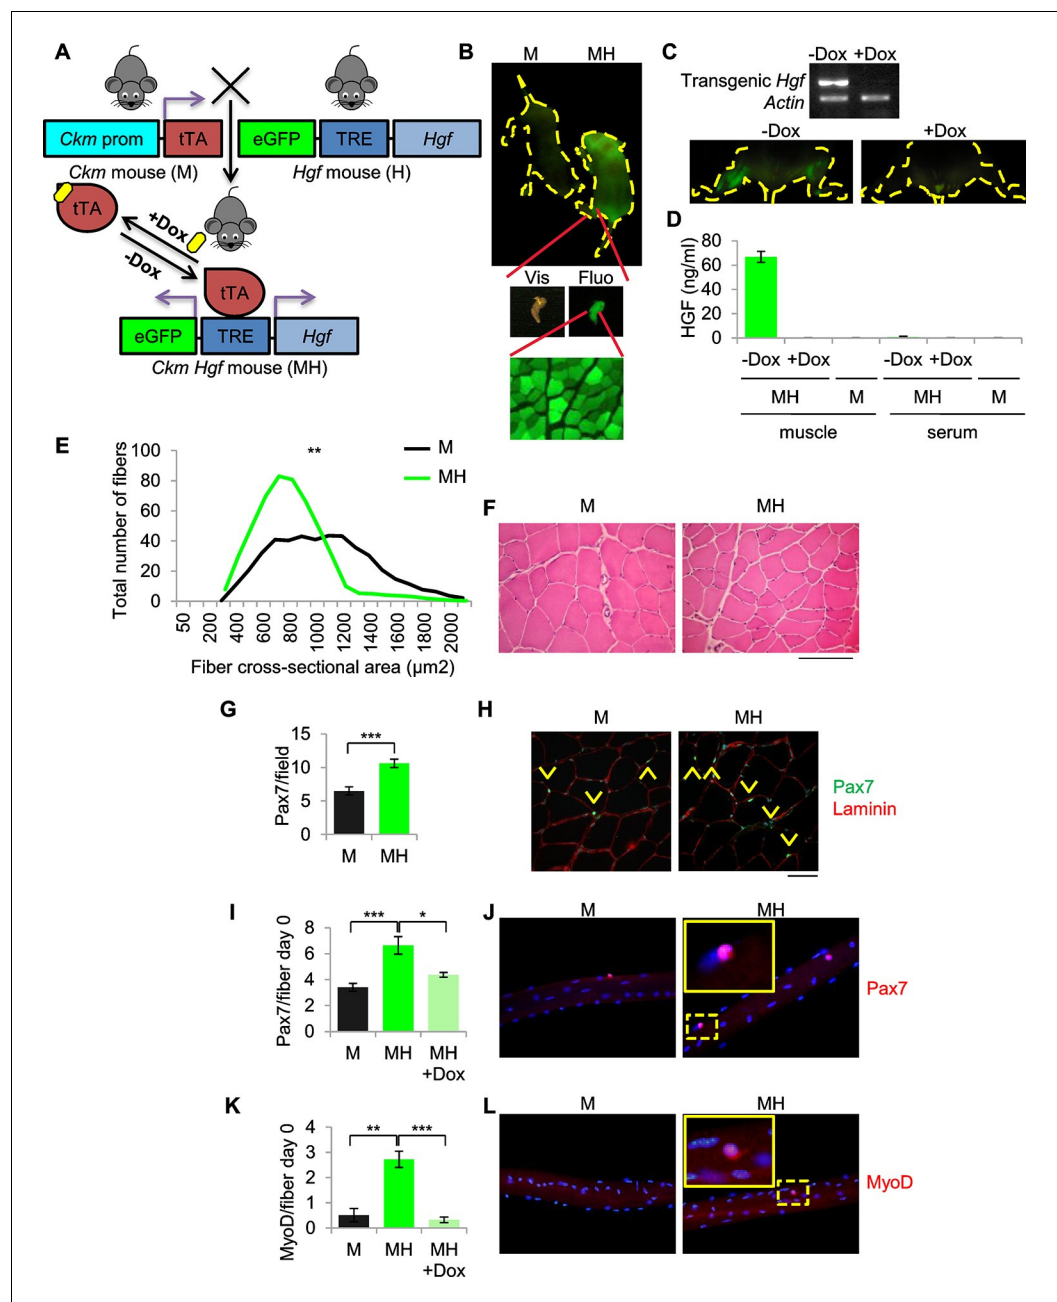 A
Ckm prom
tTA
eGFP
TRE
Hgf
Ckm mouse (M)
Hgf mouse (H)
tTA
+Dox
-Dox
tTA
eGFP
TRE
Hgf
Ckm Hgf mouse (MH)
B
M
MH
Vis
Fluo
C
-Dox +Dox
Transgenic Hgf
Actin
-Dox
+Dox
D
HGF (ng/ml)
80
60
40
20
0
-Dox +Dox
-Dox +Dox
MH
M
MH
M
muscle
serum
E
Total number of fibers
100
80
60
40
20
0
**
M
MH
50
200
400
600
800
1000
1200
1400
1600
1800
2000
Fiber cross-sectional area (µm2)
F
M
MH
G
Pax7/field
15
10
5
0
***
M
MH
H
M
MH
Pax7
Laminin
I
Pax7/fiber day 0
8
6
4
2
0
***
*
M
MH
MH
+Dox
J
M
MH
Pax7
K
MyoD/fiber day 0
4
3
2
1
0
**
***
M
MH
MH
+Dox
L
M
MH
MyoD